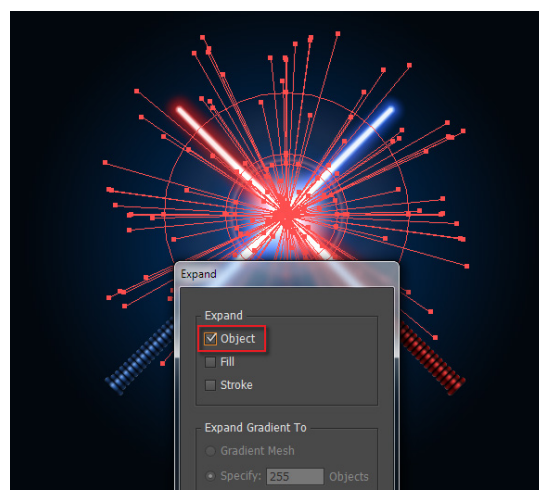 Expand
Expand
Object
Fill
Stroke
Expand Gradient To
Gradient Mesh
Specify: 255 Objects